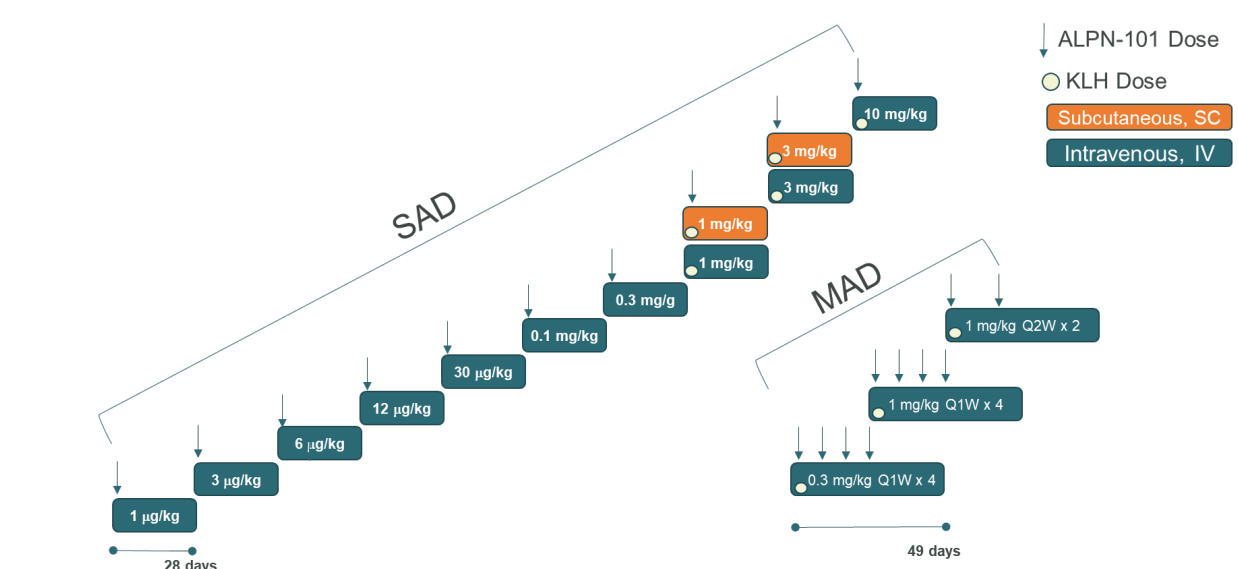 ALPN-101 Dose
KLH Dose
Subcutaneous, SC
Intravenous, IV
SAD
10 mg/kg
3 mg/kg
3 mg/kg
1 mg/kg
1 mg/kg
0.3 mg/g
0.1 mg/kg
30 μg/kg
12 μg/kg
6 μg/kg
3 μg/kg
1 μg/kg
28 days
MAD
1 mg/kg Q2W x 2
1 mg/kg Q1W x 4
0.3 mg/kg Q1W x 4
49 days